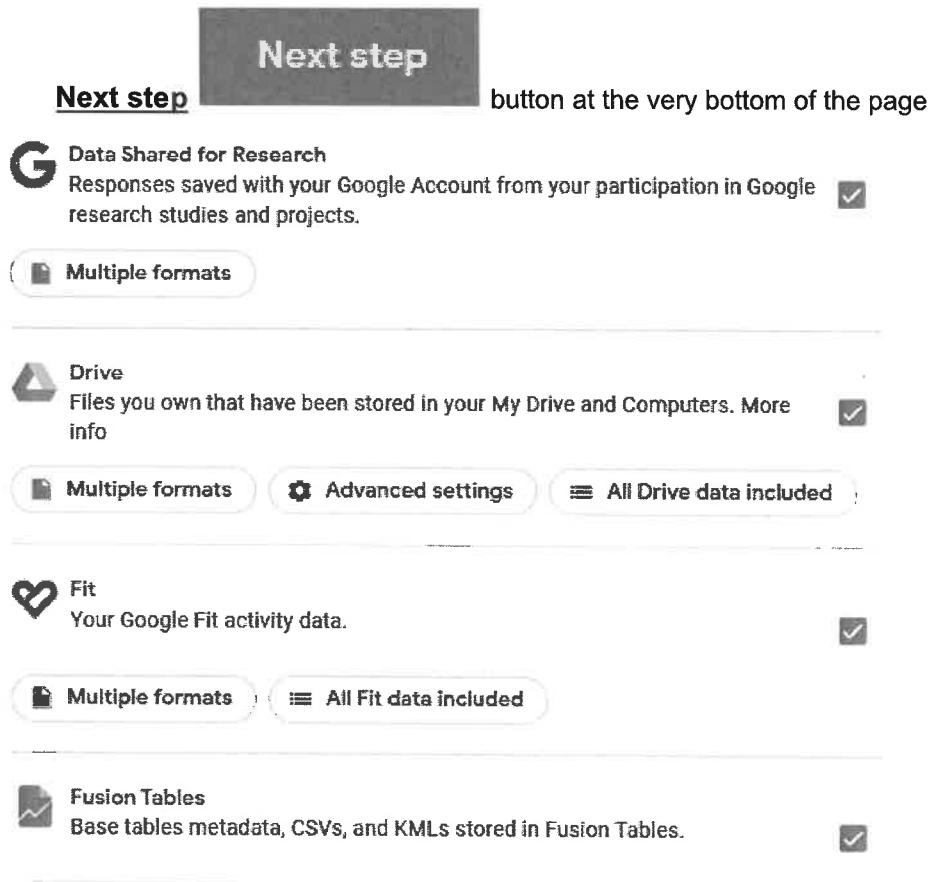 Next step
Next step button at the very bottom of the page
Data Shared for Research
Responses saved with your Google Account from your participation in Google
research studies and projects.
Multiple formats
Drive
Files you own that have been stored in your My Drive and Computers. More
info
Multiple formats Advanced settings All Drive data included
Fit
Your Google Fit activity data.
Multiple formats All Fit data included
Fusion Tables
Base tables metadata, CSVs, and KMLs stored in Fusion Tables.